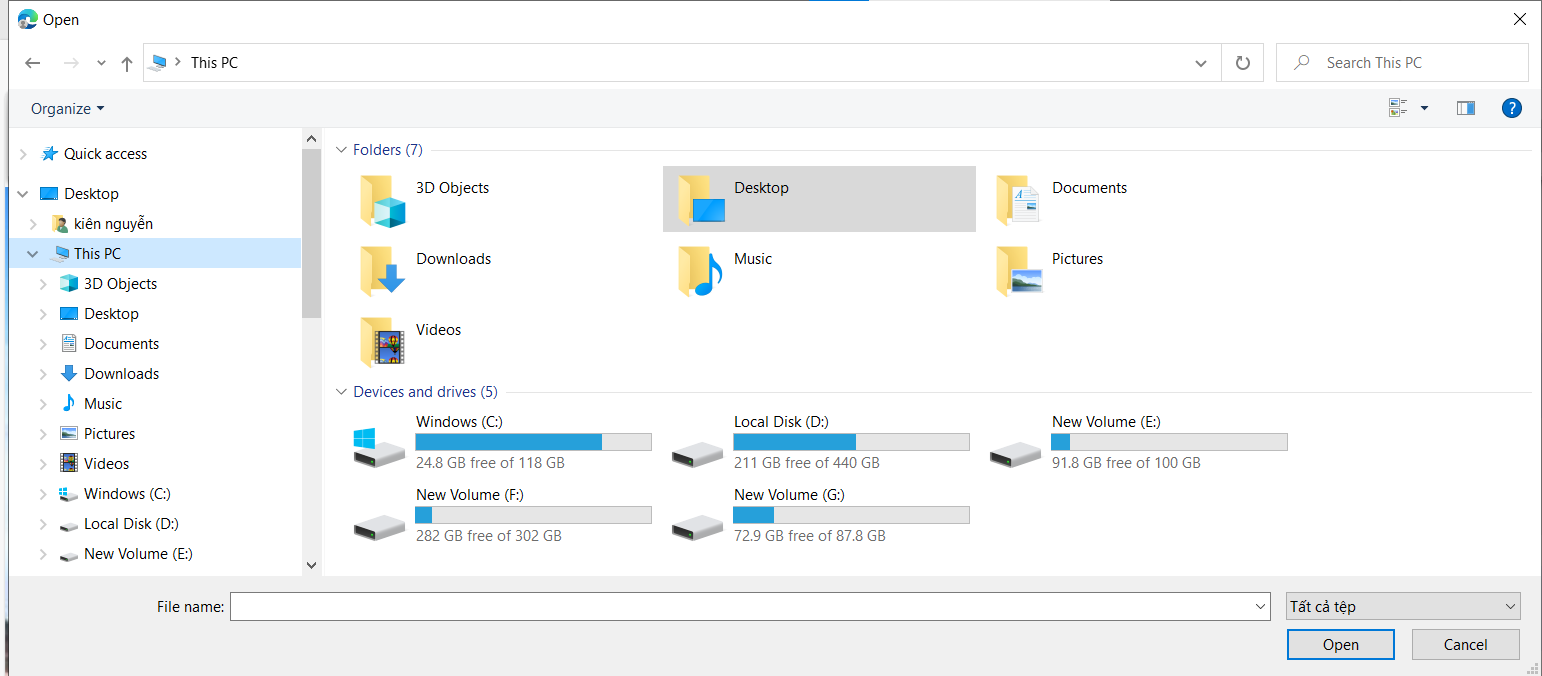 Open
This PC
Search This PC
Organize
?
Quick access
Desktop
kiên nguyễn
This PC
3D Objects
Desktop
Documents
Downloads
Music
Pictures
Videos
Windows (C:)
Local Disk (D:)
New Volume (E:)
Folders (7)
3D Objects
Desktop
Documents
Downloads
Music
Pictures
Videos
Devices and drives (5)
Windows (C:)
24.8 GB free of 118 GB
Local Disk (D:)
211 GB free of 440 GB
New Volume (E:)
91.8 GB free of 100 GB
New Volume (F:)
282 GB free of 302 GB
New Volume (G:)
72.9 GB free of 87.8 GB
File name:
Tất cả tệp
Open
Cancel